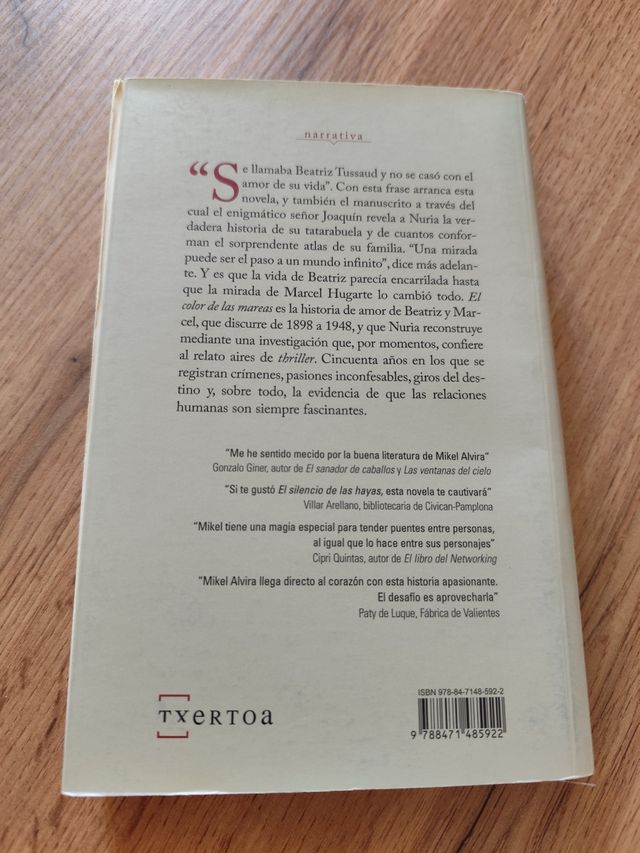 narrativa
“Se llamaba Beatriz Tussaud y no se casó con el
amor de su vida”. Con esta frase arranca esta
novela, y también el manuscrito a través del
cual el enigmático señor Joaquín revela a Nuria la ver-
dadera historia de su tatarabuela y de cuantos confor-
man el sorprendente atlas de su familia. “Una mirada
puede ser el paso a un mundo infinito”, dice más adelan-
te. Y es que la vida de Beatriz parecía encarrilada hasta
que la mirada de Marcel Hugarte lo cambió todo. El
color de las mareas es la historia de amor de Beatriz y Mar-
cel, que discurre de 1898 a 1948, y que Nuria reconstruye
mediante una investigación que, por momentos, confiere
al relato aires de thriller. Cincuenta años en los que se
registran crímenes, pasiones inconfesables, giros del des-
tino y, sobre todo, la evidencia de que las relaciones
humanas son siempre fascinantes.
“Me he sentido mecido por la buena literatura de Mikel Alvira”
Gonzalo Giner, autor de El sanador de caballos y Las ventanas del cielo
“Si te gustó El silencio de las hayas, esta novela te cautivará”
Villar Arellano, bibliotecaria de Civican-Pamplona
“Mikel tiene una magia especial para tender puentes entre personas,
al igual que lo hace entre sus personajes”
Cipri Quintas, autor de El libro del Networking
“Mikel Alvira llega directo al corazón con esta historia apasionante.
El desafío es aprovecharla”
Paty de Luque, Fábrica de Valientes
ISBN 978-84-7148-592-2
9 788471 485922
TXERTOA